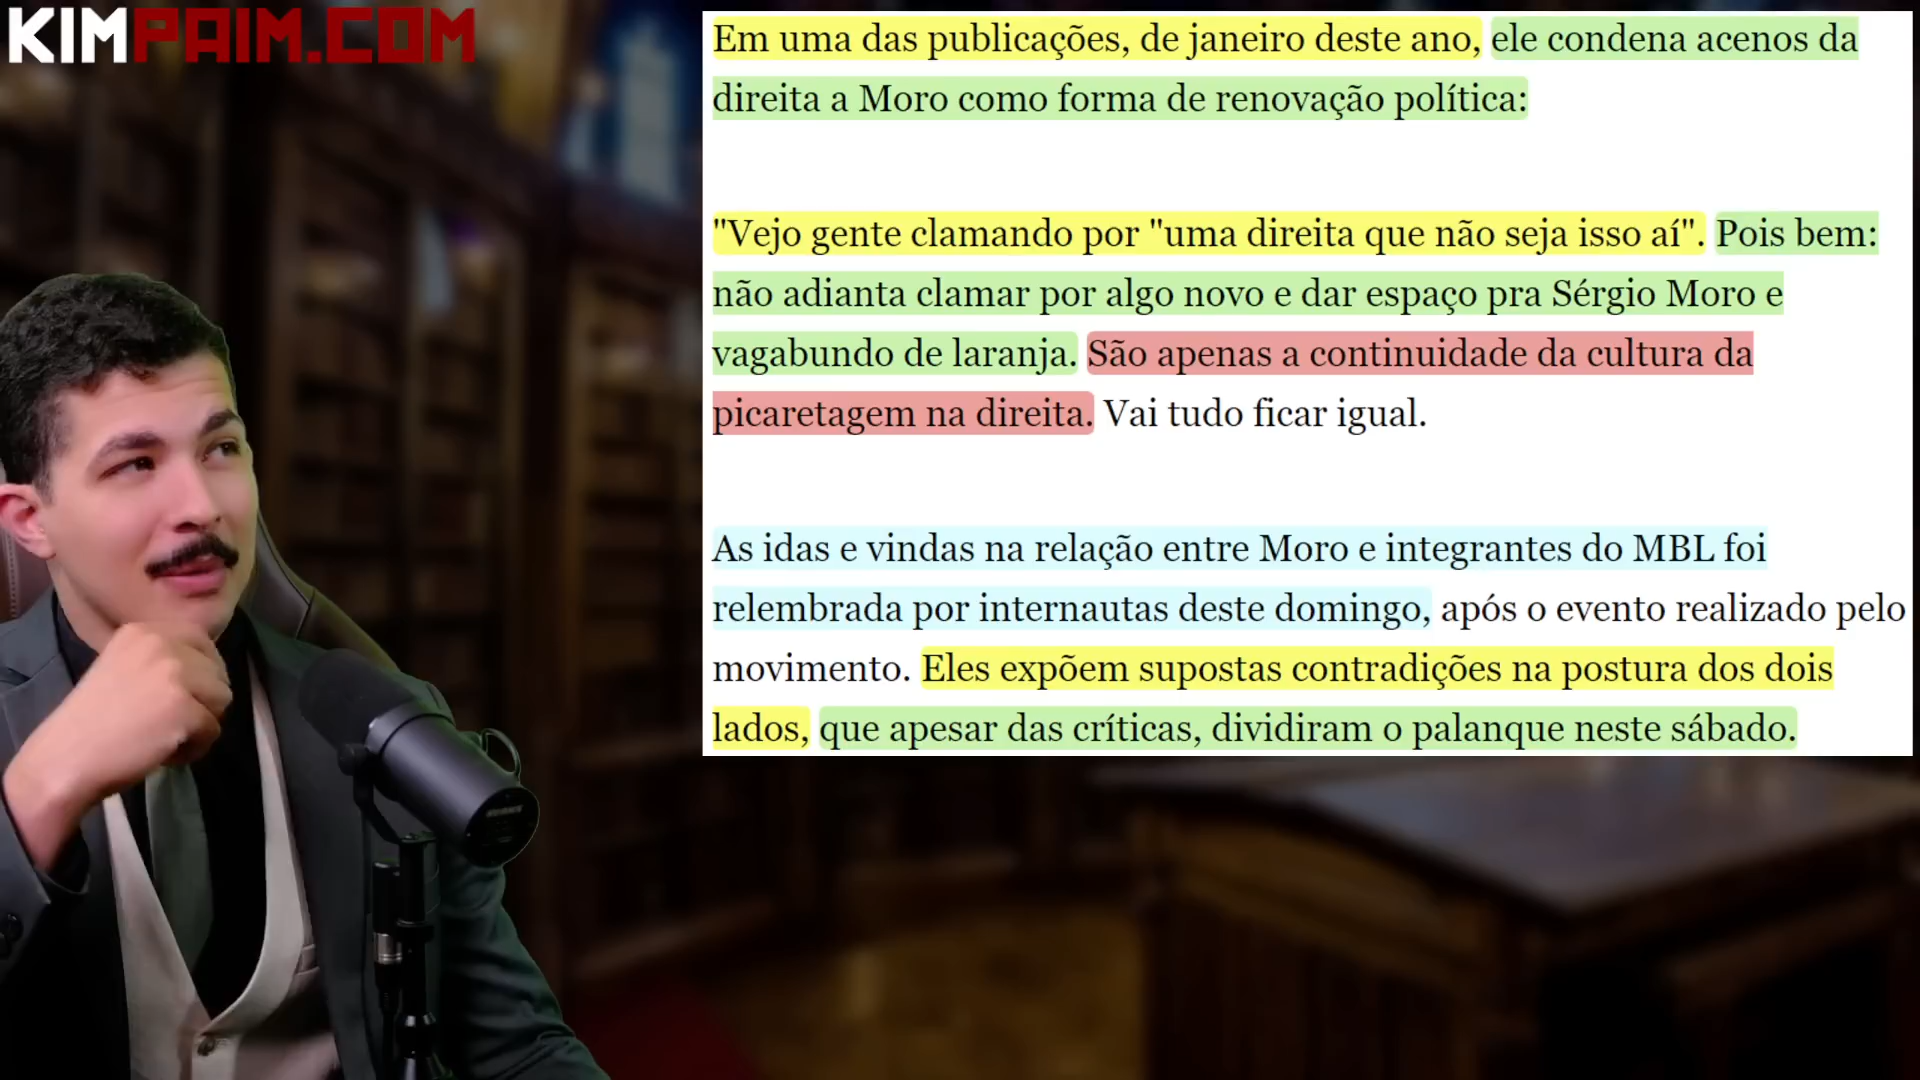 KIMPAIM.COM
Em uma das publicações, de janeiro deste ano, ele condena acenos da
direita a Moro como forma de renovação política:
"Vejo gente clamando por "uma direita que não seja isso aí". Pois bem:
não adianta clamar por algo novo e dar espaço pra Sérgio Moro e
vagabundo de laranja. São apenas a continuidade da cultura da
picaretagem na direita. Vai tudo ficar igual.
As idas e vindas na relação entre Moro e integrantes do MBL foi
relembrada por internautas deste domingo, após o evento realizado pelo
movimento. Eles expõem supostas contradições na postura dos dois
lados, que apesar das críticas, dividiram o palanque neste sábado.